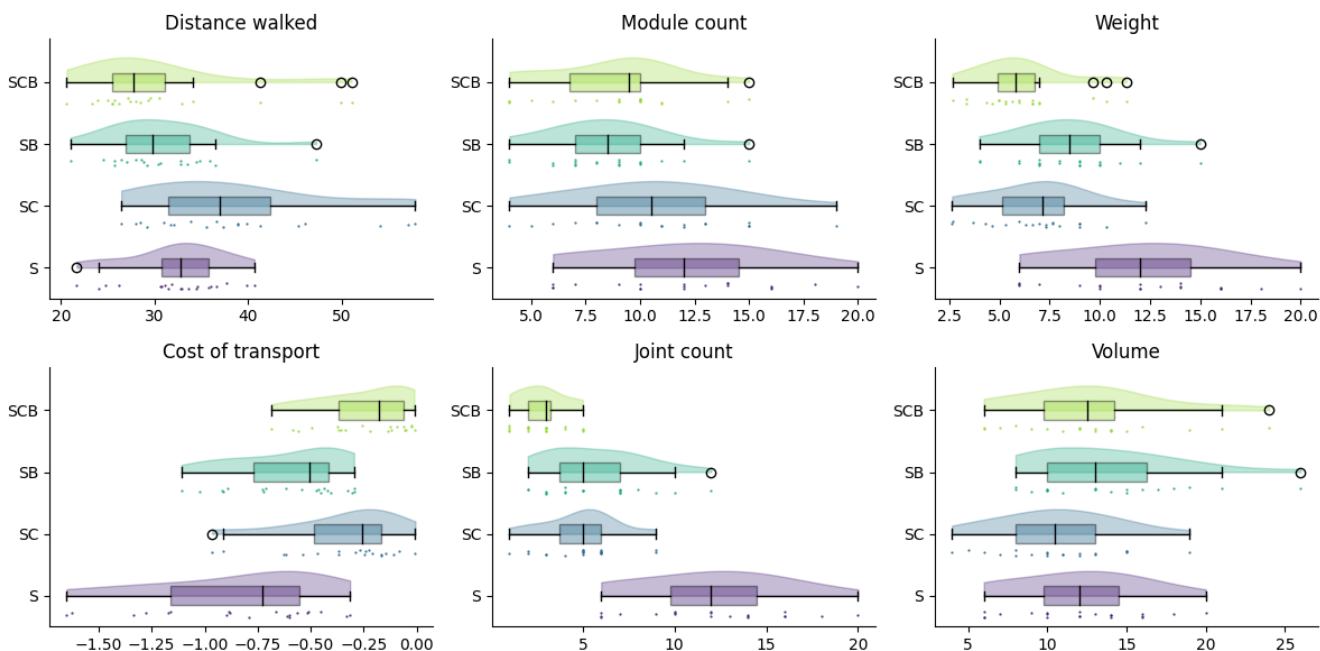 Distance walked
SCB
SB
SC
S
20 30 40 50
Module count
SCB
SB
SC
S
5.0 7.5 10.0 12.5 15.0 17.5 20.0
Weight
SCB
SB
SC
S
2.5 5.0 7.5 10.0 12.5 15.0 17.5 20.0
Cost of transport
SCB
SB
SC
S
−1.50 −1.25 −1.00 −0.75 −0.50 −0.25 0.00
Joint count
SCB
SB
SC
S
5 10 15 20
Volume
SCB
SB
SC
S
5 10 15 20 25